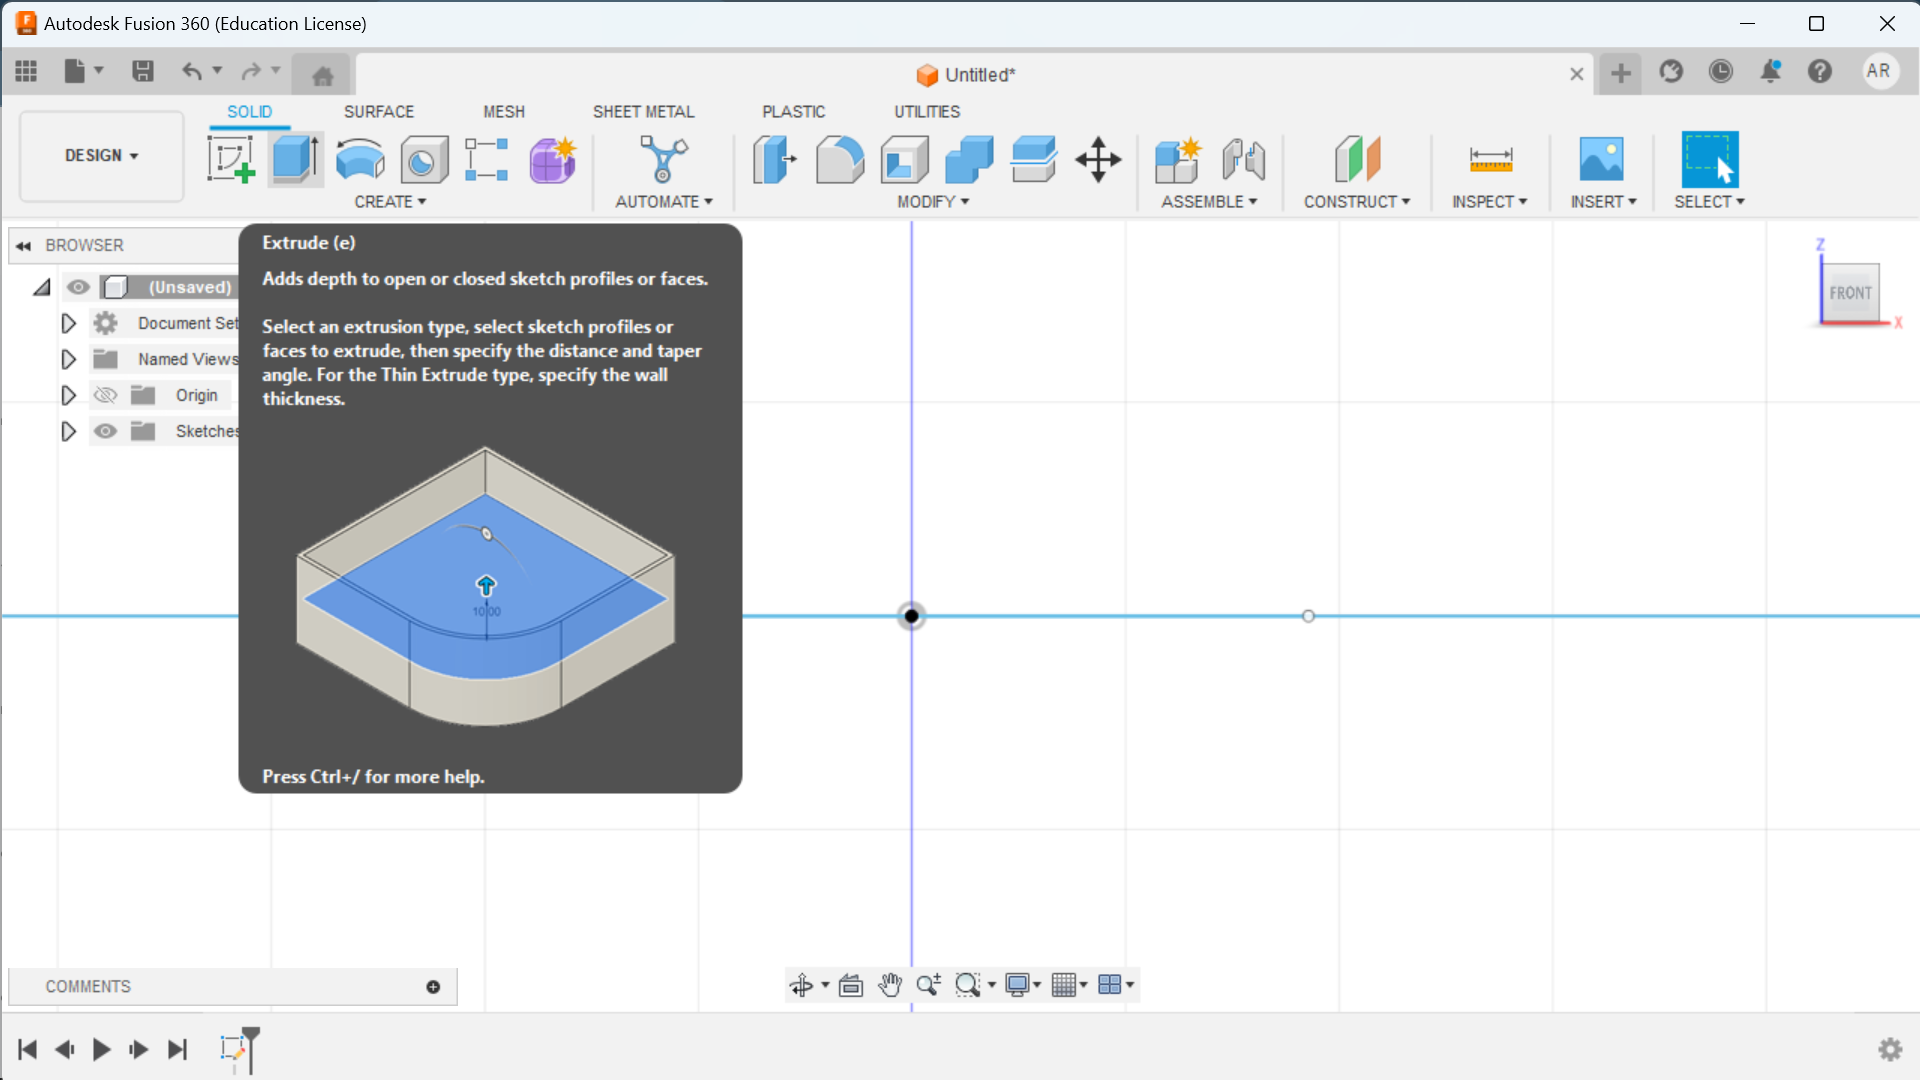 Autodesk Fusion 360 (Education License)
Untitled*
AR
DESIGN
SOLID
SURFACE
MESH
SHEET METAL
PLASTIC
UTILITIES
CREATE
AUTOMATE
MODIFY
ASSEMBLE
CONSTRUCT
INSPECT
INSERT
SELECT
BROWSER
(Unsaved)
Document Set
Named Views
Origin
Sketches
Extrude (e)
Adds depth to open or closed sketch profiles or faces.
Select an extrusion type, select sketch profiles or
faces to extrude, then specify the distance and taper
angle. For the Thin Extrude type, specify the wall
thickness.
10.00
Press Ctrl+/ for more help.
Z
FRONT
X
COMMENTS